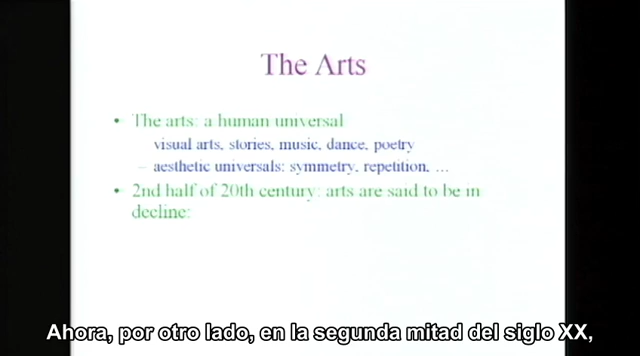 The Arts
• The arts: a human universal
visual arts, stories, music, dance, poetry
– aesthetic universals: symmetry, repetition, ...
• 2nd half of 20th century: arts are said to be in
decline:
Ahora, por otro lado, en la segunda mitad del siglo XX,